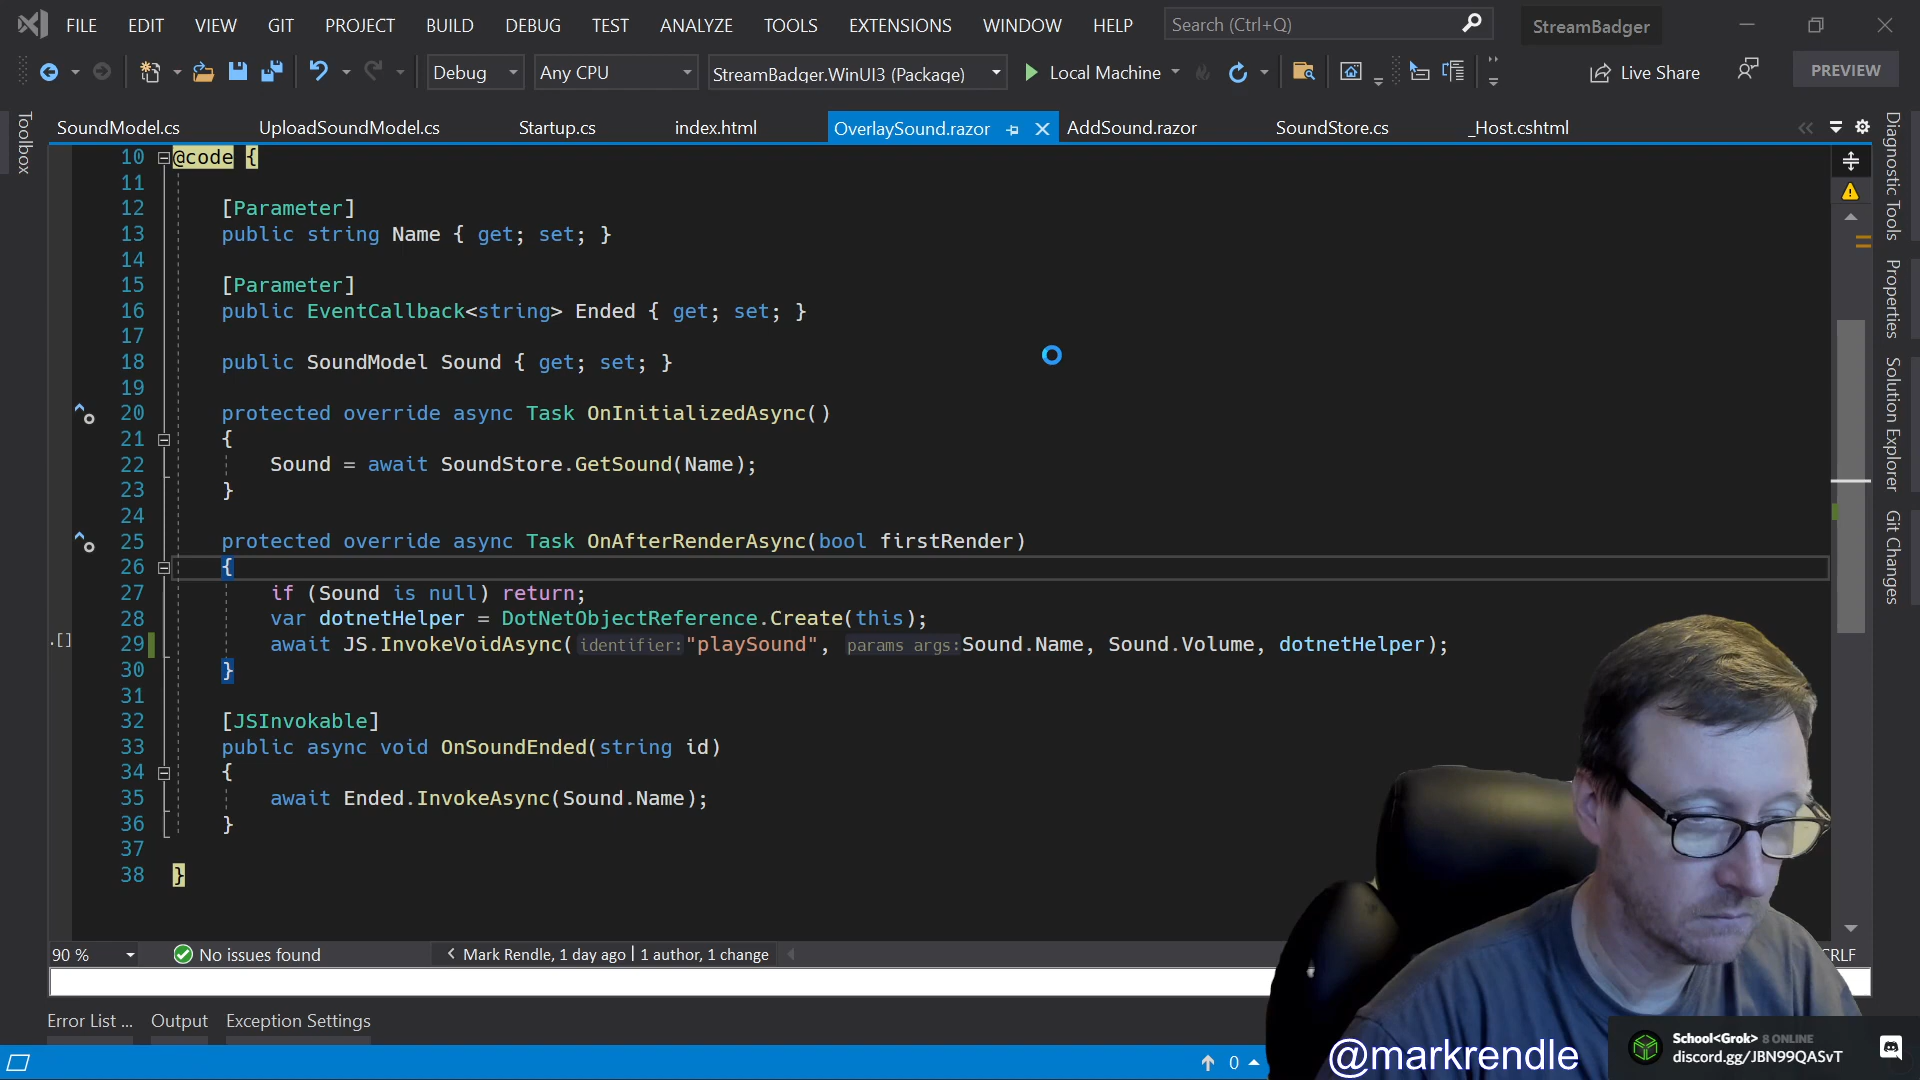 FILE EDIT VIEW GIT PROJECT BUILD DEBUG TEST ANALYZE TOOLS EXTENSIONS WINDOW HELP Search (Ctrl+Q) StreamBadger
Debug Any CPU StreamBadger.WinUI3 (Package) Local Machine Live Share PREVIEW
SoundModel.cs UploadSoundModel.cs Startup.cs index.html OverlaySound.razor AddSound.razor SoundStore.cs _Host.cshtml
Toolbox
Diagnostic Tools
Properties
Solution Explorer
Git Changes
10 @code {
11
12 [Parameter]
13 public string Name { get; set; }
14
15 [Parameter]
16 public EventCallback<string> Ended { get; set; }
17
18 public SoundModel Sound { get; set; }
19
20 protected override async Task OnInitializedAsync()
21 {
22 Sound = await SoundStore.GetSound(Name);
23 }
24
25 protected override async Task OnAfterRenderAsync(bool firstRender)
26 {
27 if (Sound is null) return;
28 var dotnetHelper = DotNetObjectReference.Create(this);
29 await JS.InvokeVoidAsync(identifier:"playSound", params args:Sound.Name, Sound.Volume, dotnetHelper);
30 }
31
32 [JSInvokable]
33 public async void OnSoundEnded(string id)
34 {
35 await Ended.InvokeAsync(Sound.Name);
36 }
37
38 }
90 % No issues found Mark Rendle, 1 day ago | 1 author, 1 change CRLF
Error List ... Output Exception Settings
0
@markrendle
School<Grok> 8 ONLINE
discord.gg/JBN99QASvT